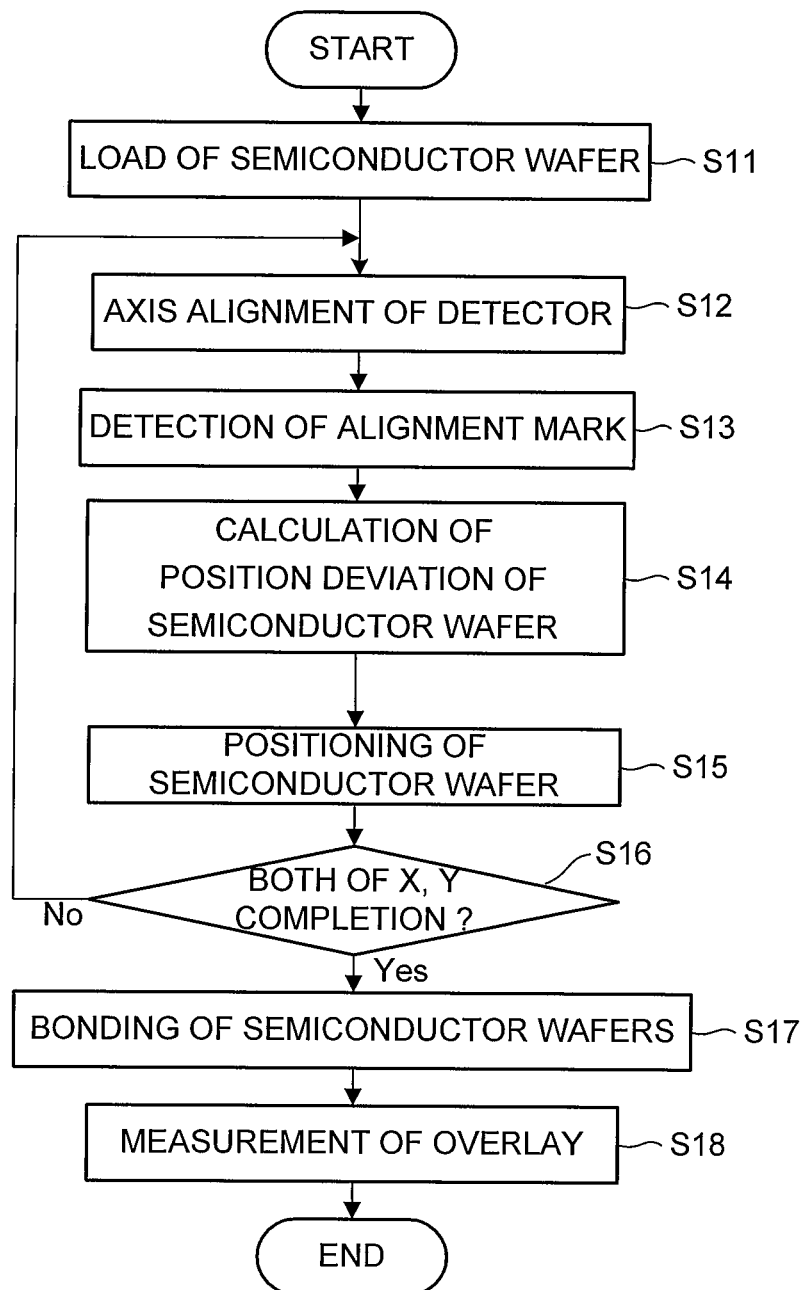 START
LOAD OF SEMICONDUCTOR WAFER
S11
AXIS ALIGNMENT OF DETECTOR
S12
DETECTION OF ALIGNMENT MARK
S13
CALCULATION OF
POSITION DEVIATION OF
SEMICONDUCTOR WAFER
S14
POSITIONING OF
SEMICONDUCTOR WAFER
S15
BOTH OF X, Y
COMPLETION ?
S16
No
Yes
BONDING OF SEMICONDUCTOR WAFERS
S17
MEASUREMENT OF OVERLAY
S18
END